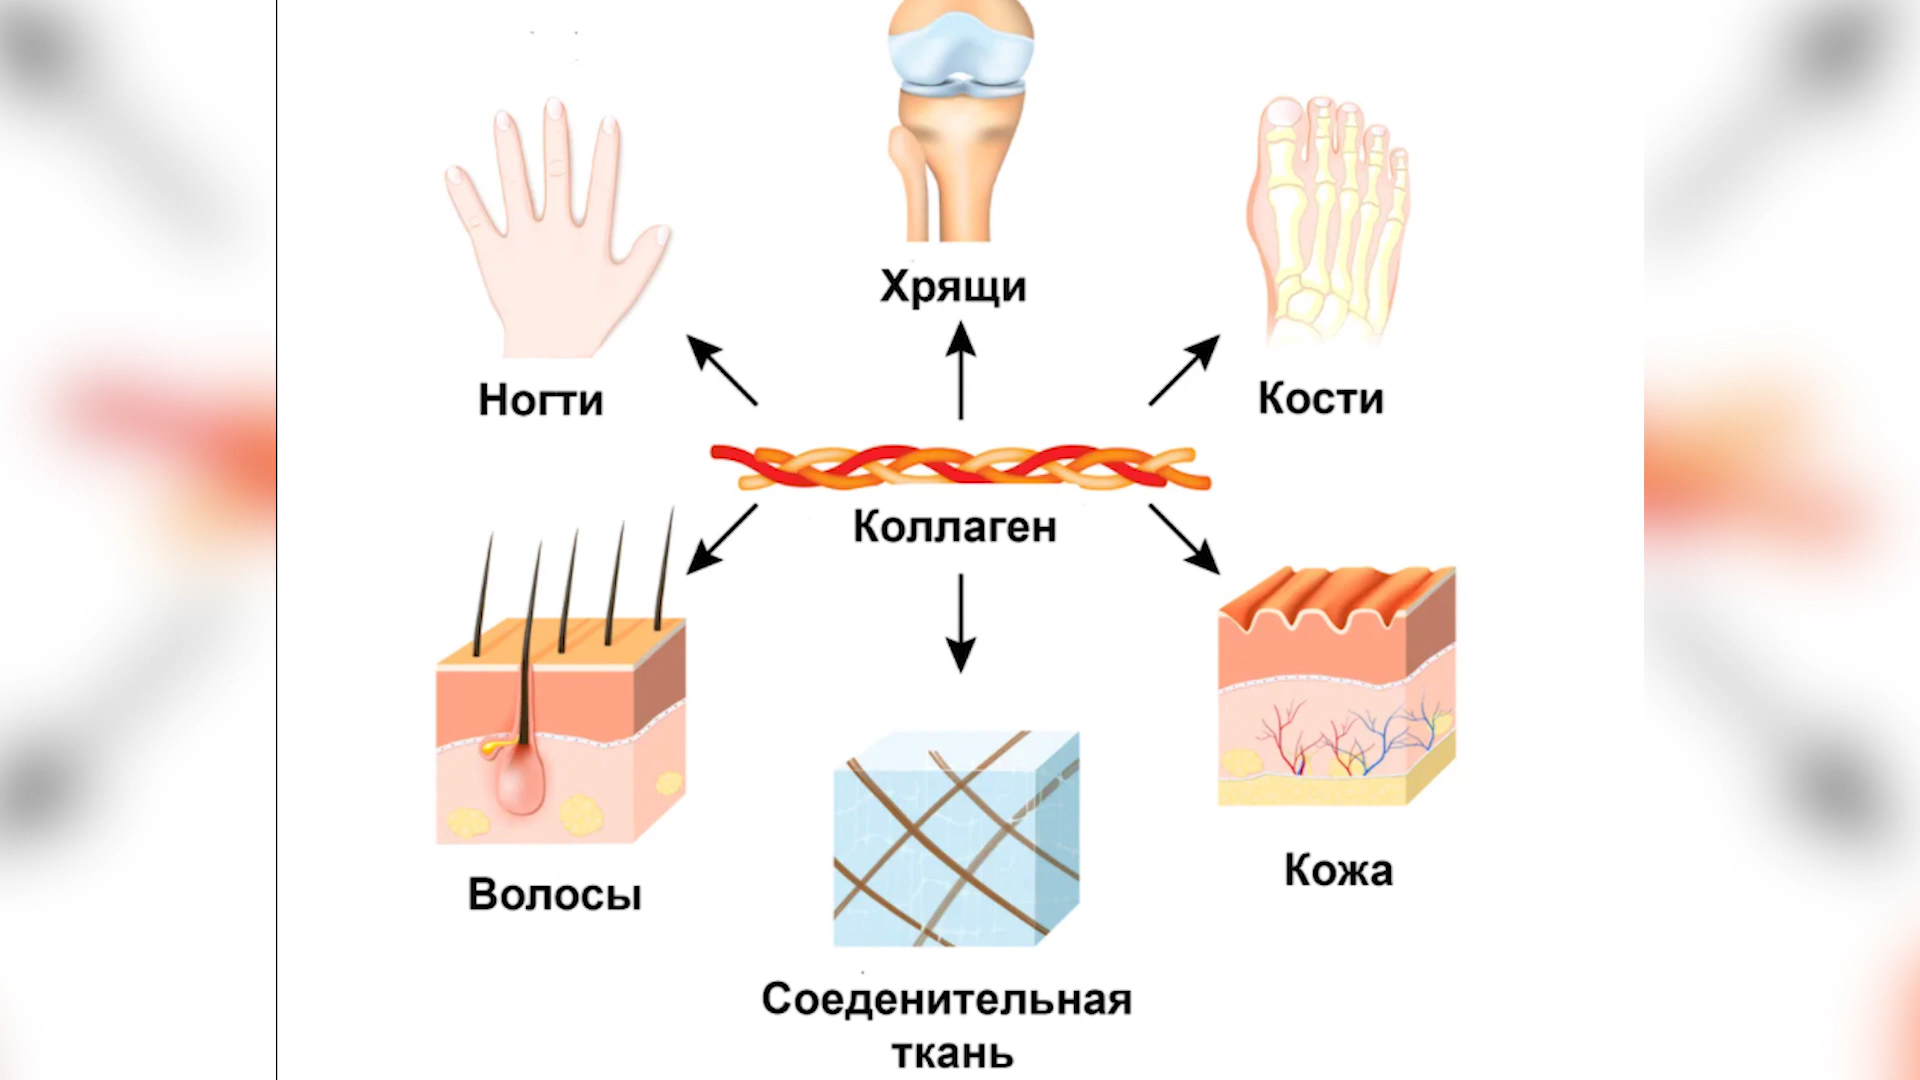 Хрящи
Ногти
Кости
Коллаген
Волосы
Кожа
Соеденительная
ткань